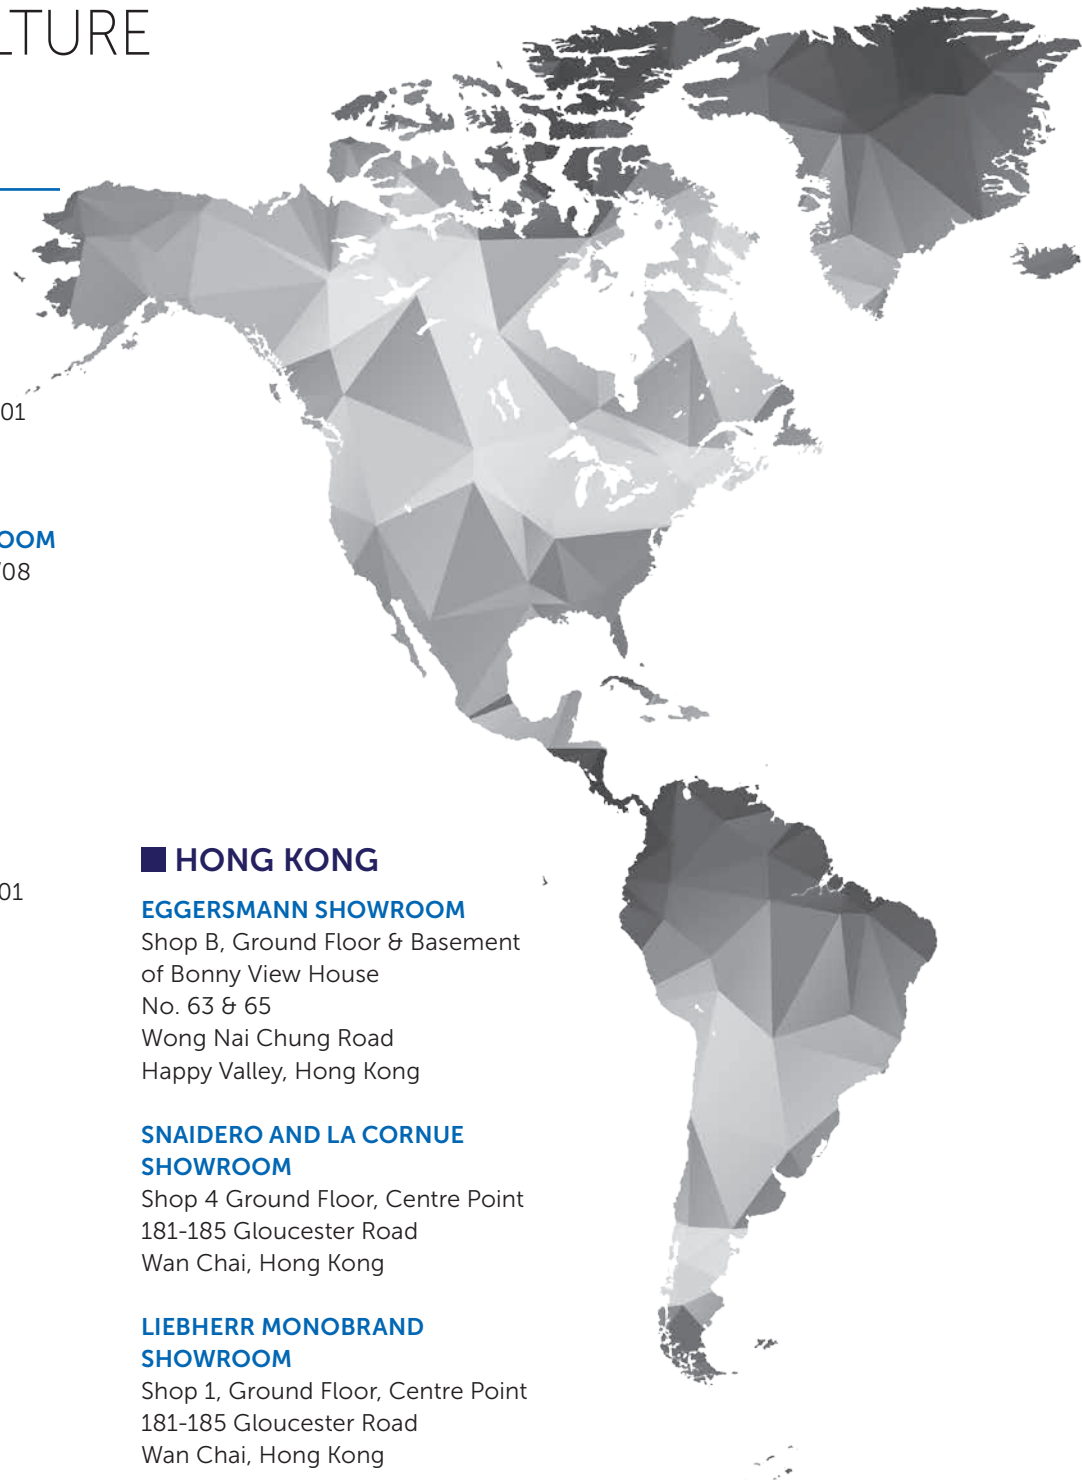 LTURE
01
OOM
/08
01
HONG KONG
EGGERSMANN SHOWROOM
Shop B, Ground Floor & Basement
of Bonny View House
No. 63 & 65
Wong Nai Chung Road
Happy Valley, Hong Kong
SNAIDERO AND LA CORNUE
SHOWROOM
Shop 4 Ground Floor, Centre Point
181-185 Gloucester Road
Wan Chai, Hong Kong
LIEBHERR MONOBRAND
SHOWROOM
Shop 1, Ground Floor, Centre Point
181-185 Gloucester Road
Wan Chai, Hong Kong